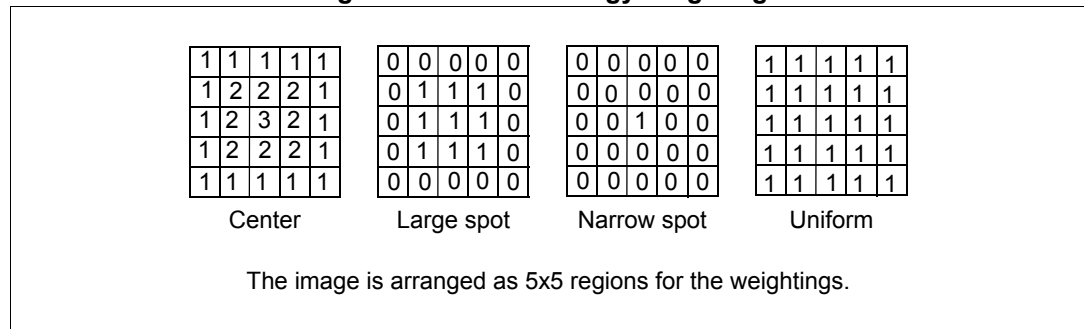 1 1 1 1 1
1 2 2 2 1
1 2 3 2 1
1 2 2 2 1
1 1 1 1 1
Center
0 0 0 0 0
0 1 1 1 0
0 1 1 1 0
0 1 1 1 0
0 0 0 0 0
Large spot
0 0 0 0 0
0 0 0 0 0
0 0 1 0 0
0 0 0 0 0
0 0 0 0 0
Narrow spot
1 1 1 1 1
1 1 1 1 1
1 1 1 1 1
1 1 1 1 1
1 1 1 1 1
Uniform
The image is arranged as 5x5 regions for the weightings.